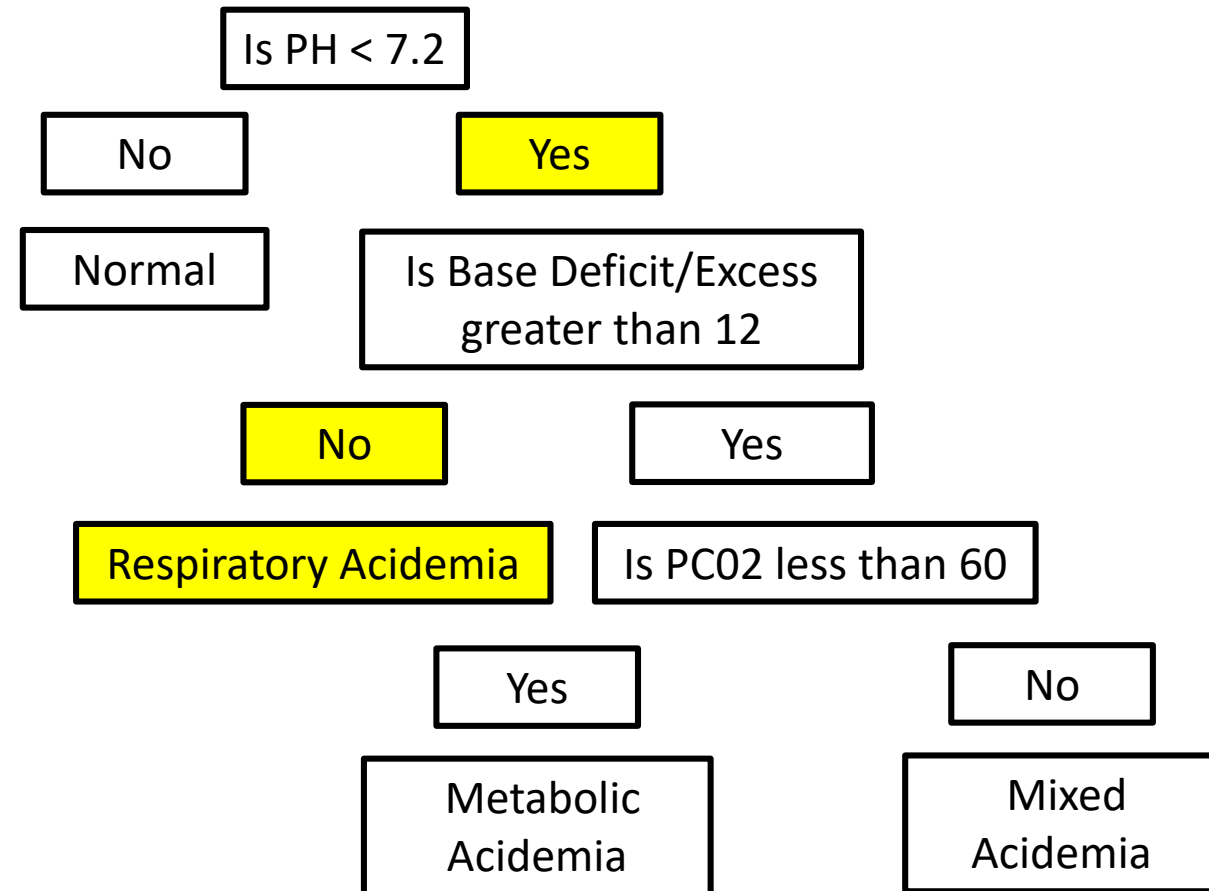 Is PH < 7.2
No
Yes
Normal
Is Base Deficit/Excess
greater than 12
No
Yes
Respiratory Acidemia
Is PC02 less than 60
Yes
No
Metabolic
Acidemia
Mixed
Acidemia